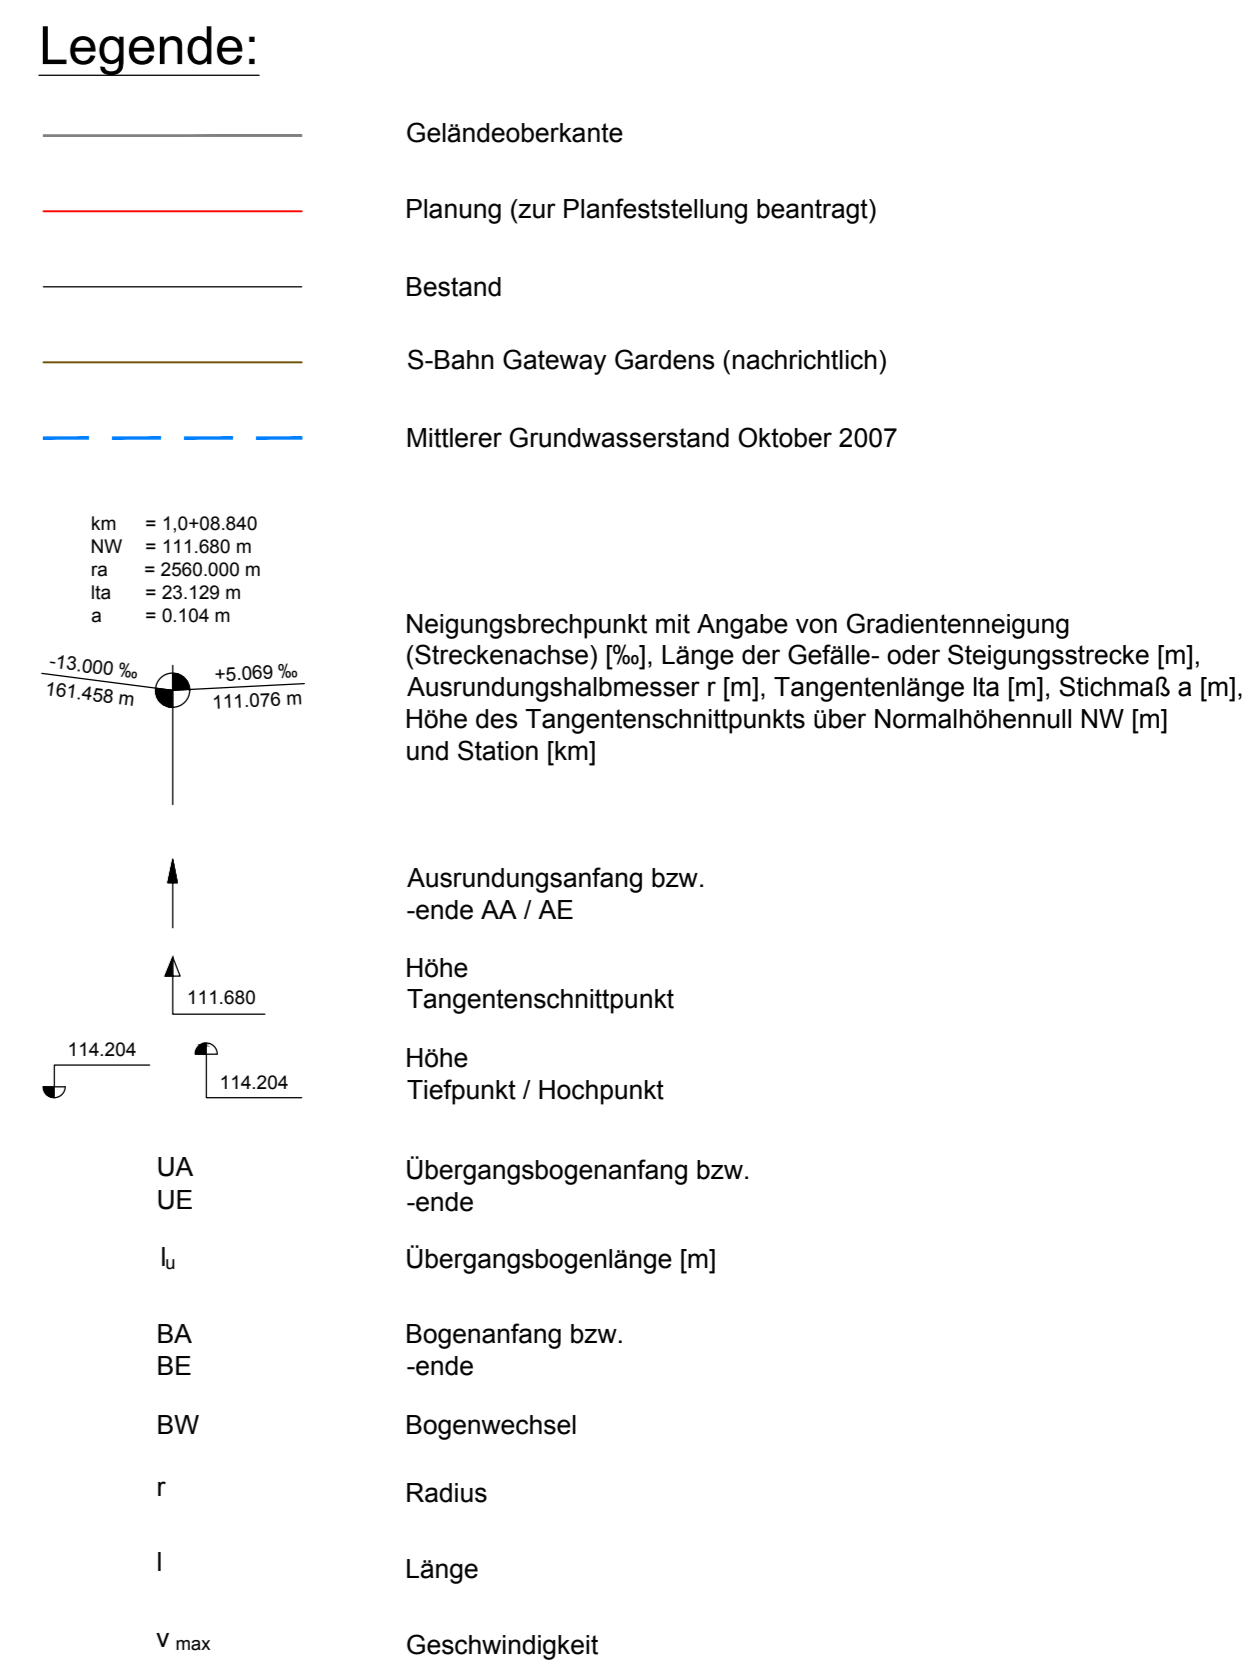 Legende:
Geländeoberkante
Planung (zur Planfeststellung beantragt)
Bestand
S-Bahn Gateway Gardens (nachrichtlich)
Mittlerer Grundwasserstand Oktober 2007
km = 1,0+08.840
NW = 111.680 m
ra = 2560.000 m
lta = 23.129 m
a = 0.104 m
-13.000 ‰ +5.069 ‰
161.458 m 111.076 m
Neigungsbrechpunkt mit Angabe von Gradientenneigung
(Streckenachse) [‰], Länge der Gefälle- oder Steigungsstrecke [m],
Ausrundungshalbmesser r [m], Tangentenlänge lta [m], Stichmaß a [m],
Höhe des Tangentenschnittpunkts über Normalhöhennull NW [m]
und Station [km]
Ausrundungsanfang bzw.
-ende AA / AE
111.680
Höhe
Tangentenschnittpunkt
114.204
114.204
Höhe
Tiefpunkt / Hochpunkt
UA Übergangsbogenanfang bzw.
UE -ende
lu Übergangsbogenlänge [m]
BA Bogenanfang bzw.
BE -ende
BW Bogenwechsel
r Radius
l Länge
v max Geschwindigkeit